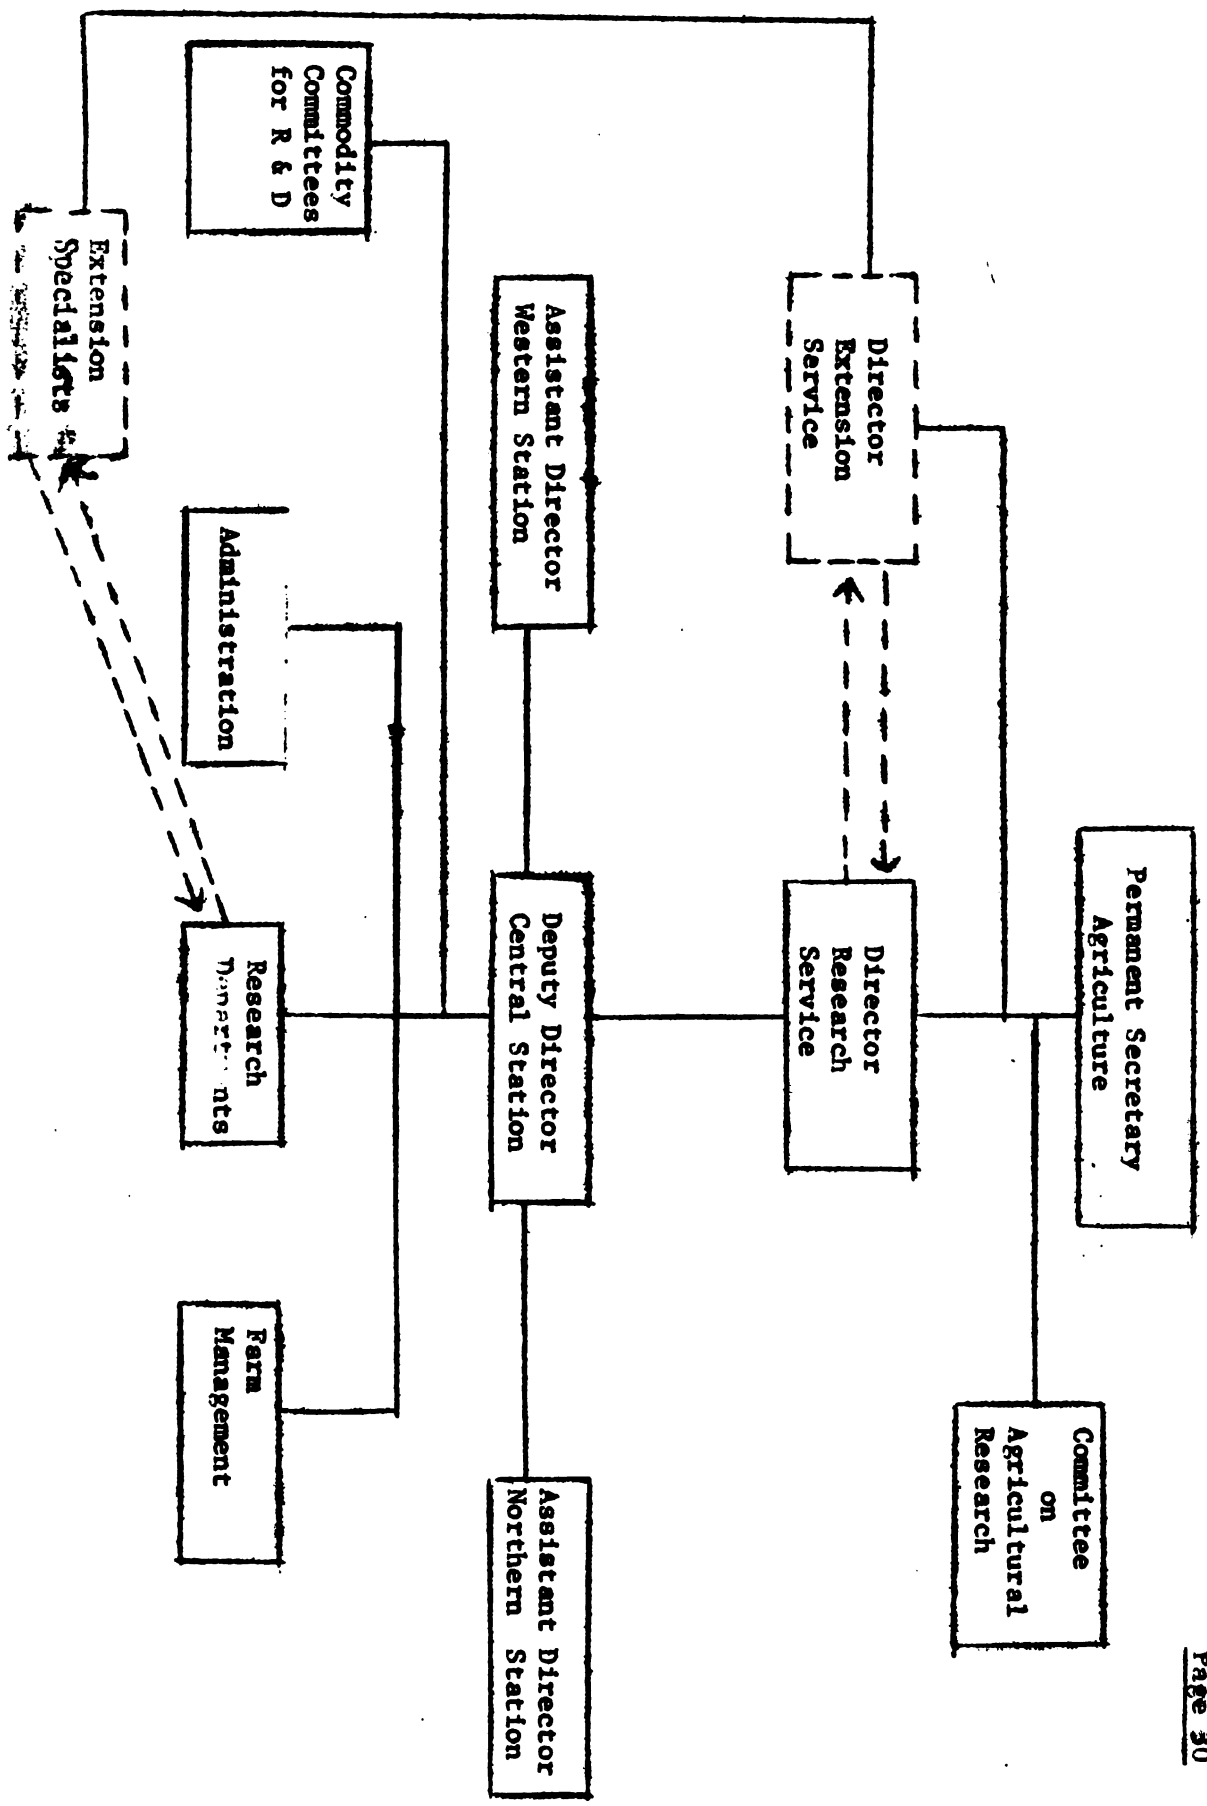 Page 30
Permanent Secretary
Agriculture
Committee
on
Agricultural
Research
Director
Extension
Service
Director
Research
Service
Assistant Director
Western Station
Deputy Director
Central Station
Assistant Director
Northern Station
Commodity
Committees
for R & D
Administration
Research
Farm
Management
Extension
Specialists